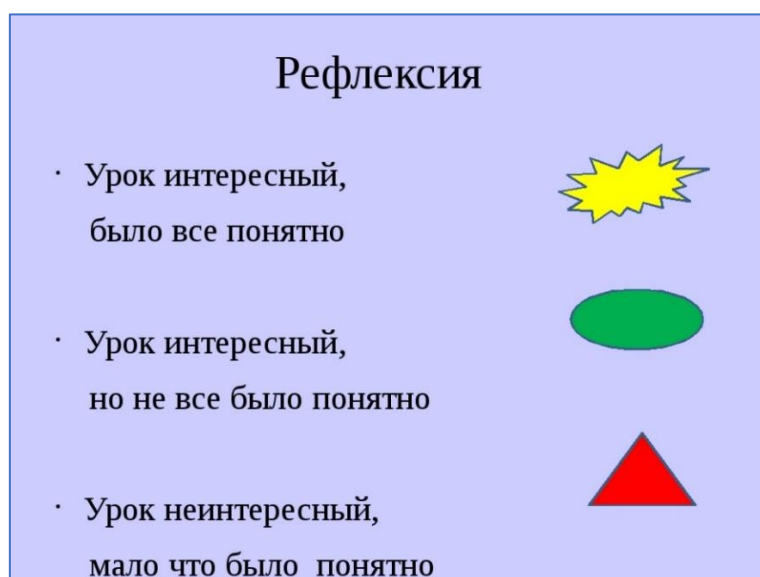 Рефлексия
· Урок интересный,
было все понятно
· Урок интересный,
но не все было понятно
· Урок неинтересный,
мало что было понятно